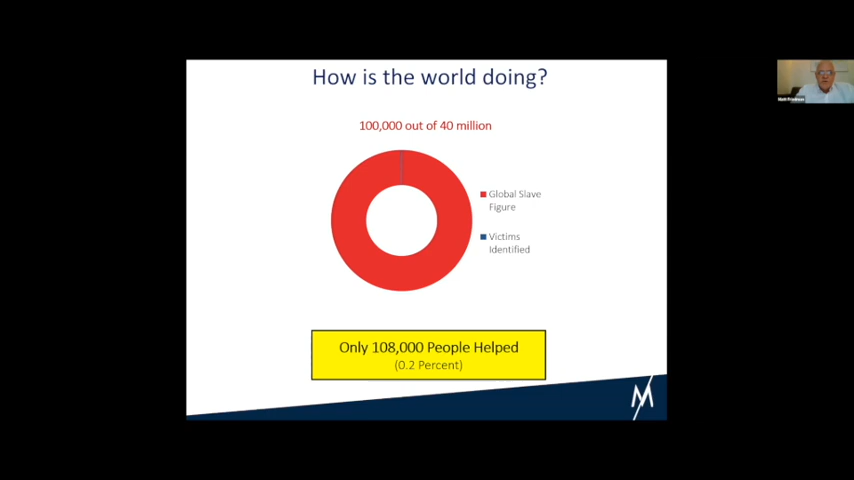 How is the world doing?
100,000 out of 40 million
Global Slave
Figure
Victims
Identified
Only 108,000 People Helped
(0.2 Percent)
M